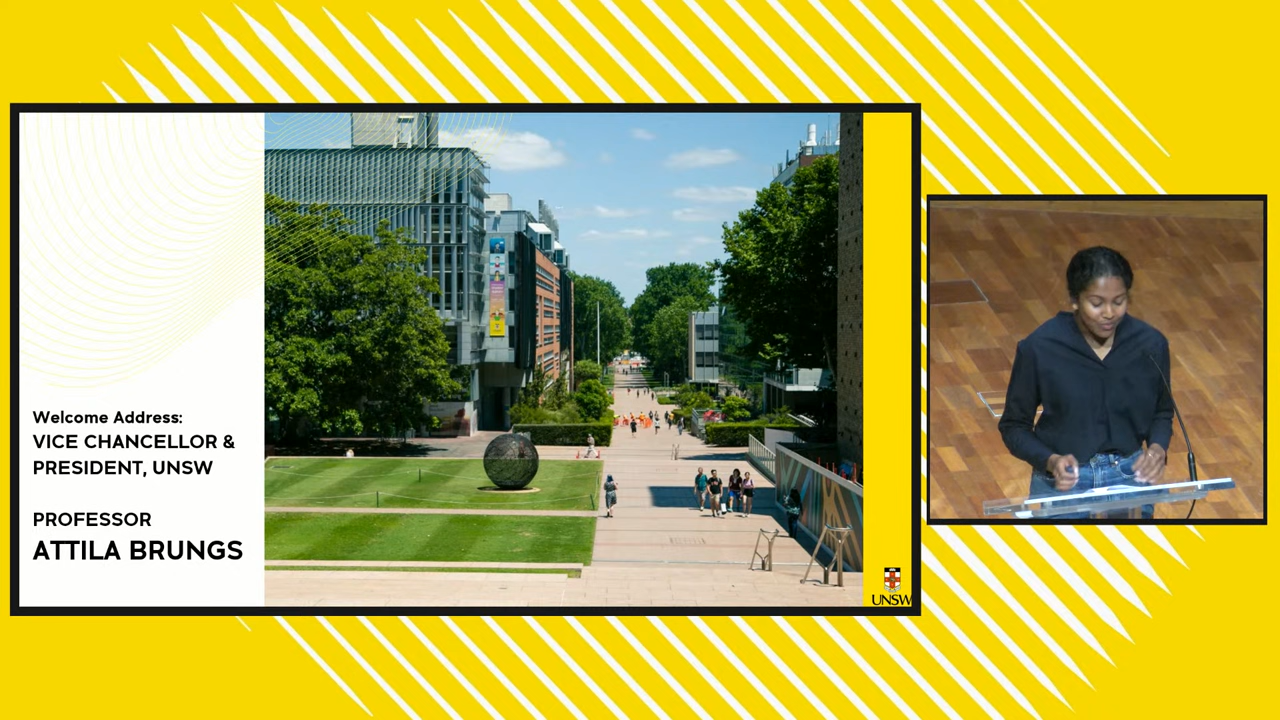 Welcome Address:
VICE CHANCELLOR &
PRESIDENT, UNSW
PROFESSOR
ATTILA BRUNGS
UNSW